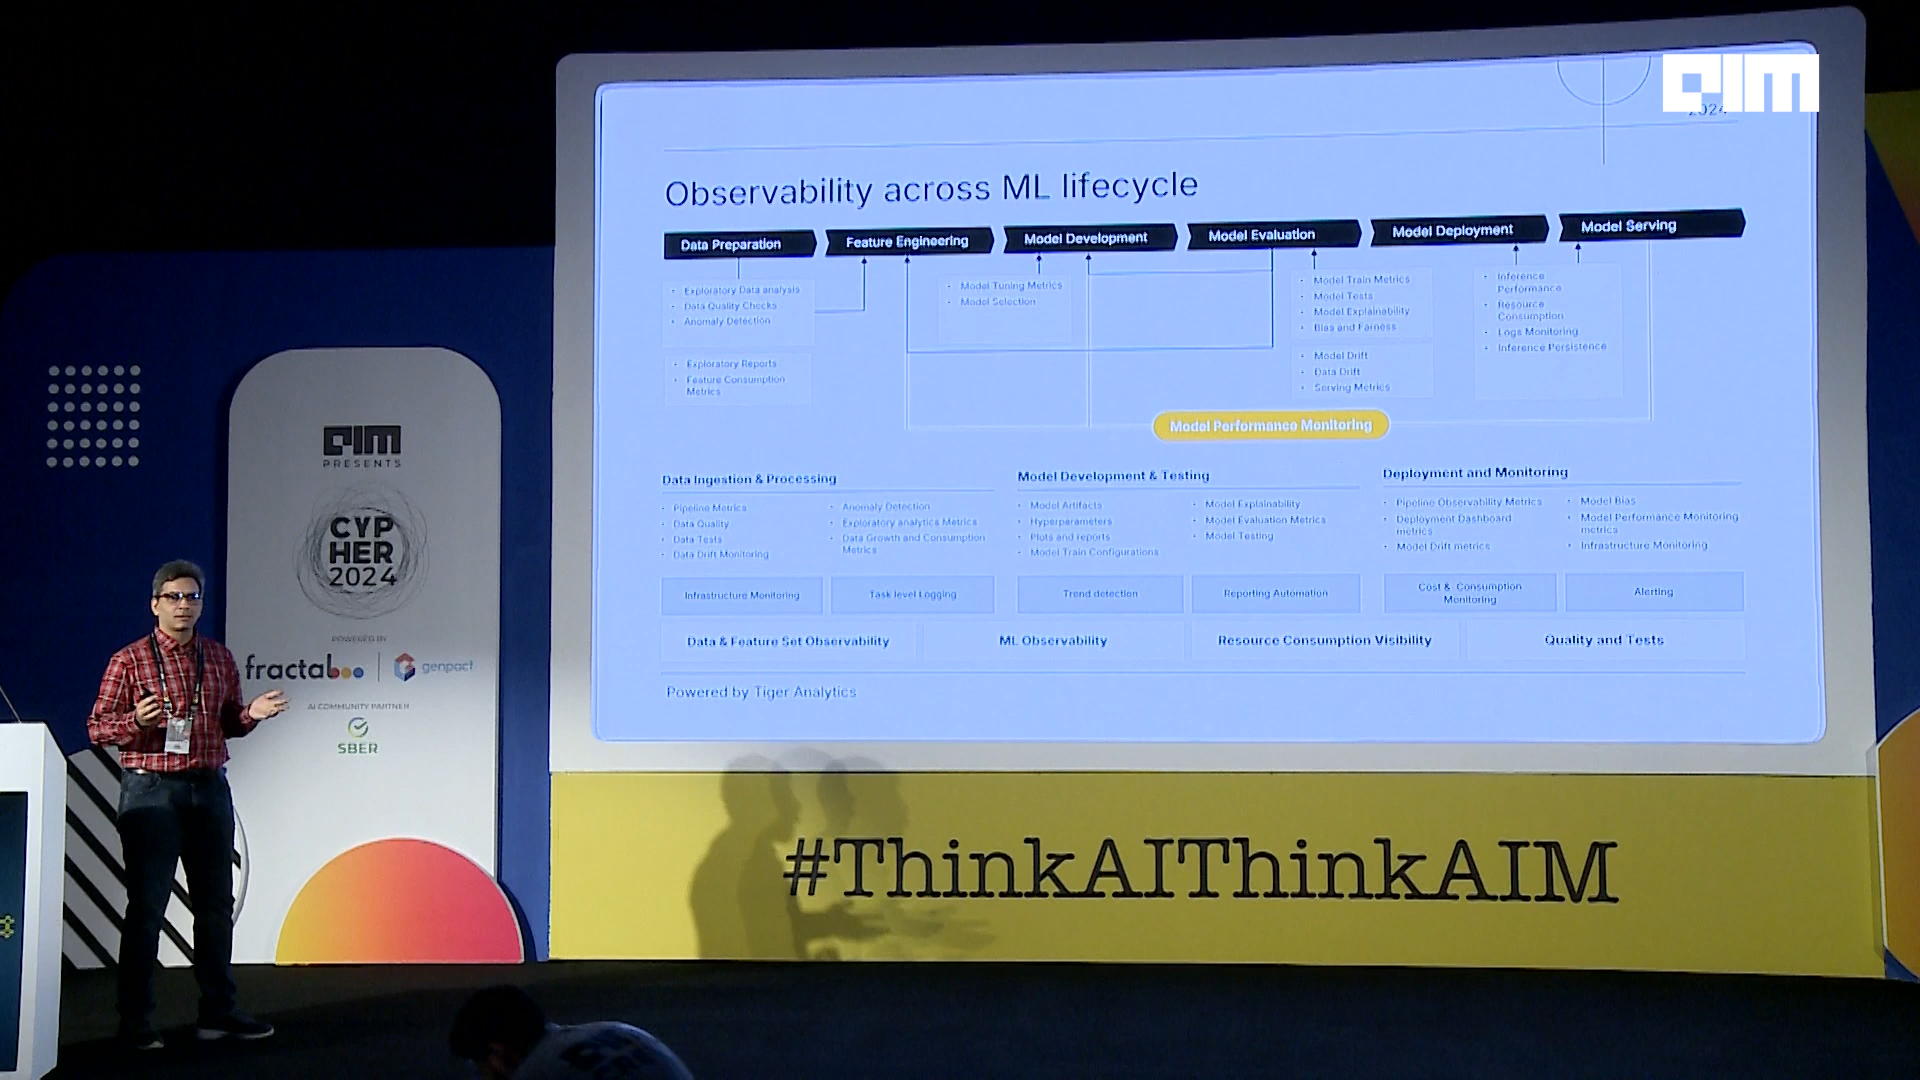 AIM
2024
Observability across ML lifecycle
Data Preparation
Feature Engineering
Model Development
Model Evaluation
Model Deployment
Model Serving
- Exploratory Data analysis
- Data Quality Checks
- Anomaly Detection
- Exploratory Reports
- Feature Consumption
Metrics
- Model Tuning Metrics
- Model Selection
- Model Train Metrics
- Model Tests
- Model Explainability
- Bias and Fairness
- Model Drift
- Data Drift
- Serving Metrics
- Inference
Performance
- Resource
Consumption
- Logs Monitoring
- Inference Persistence
Model Performance Monitoring
Data Ingestion & Processing
- Pipeline Metrics
- Data Quality
- Data Tests
- Data Drift Monitoring
- Anomaly Detection
- Exploratory analytics Metrics
- Data Growth and Consumption
Metrics
Model Development & Testing
- Model Artifacts
- Hyperparameters
- Plots and reports
- Model Train Configurations
- Model Explainability
- Model Evaluation Metrics
- Model Testing
Deployment and Monitoring
- Pipeline Observability Metrics
- Deployment Dashboard
metrics
- Model Drift metrics
- Model Bias
- Model Performance Monitoring
metrics
- Infrastructure Monitoring
Infrastructure Monitoring
Task level Logging
Trend detection
Reporting Automation
Cost & Consumption
Monitoring
Alerting
Data & Feature Set Observability
ML Observability
Resource Consumption Visibility
Quality and Tests
Powered by Tiger Analytics
AIM
PRESENTS
CYP
HER
2024
POWERED BY
fractal
genpact
AI COMMUNITY PARTNER
SBER
#ThinkAIThinkAIM